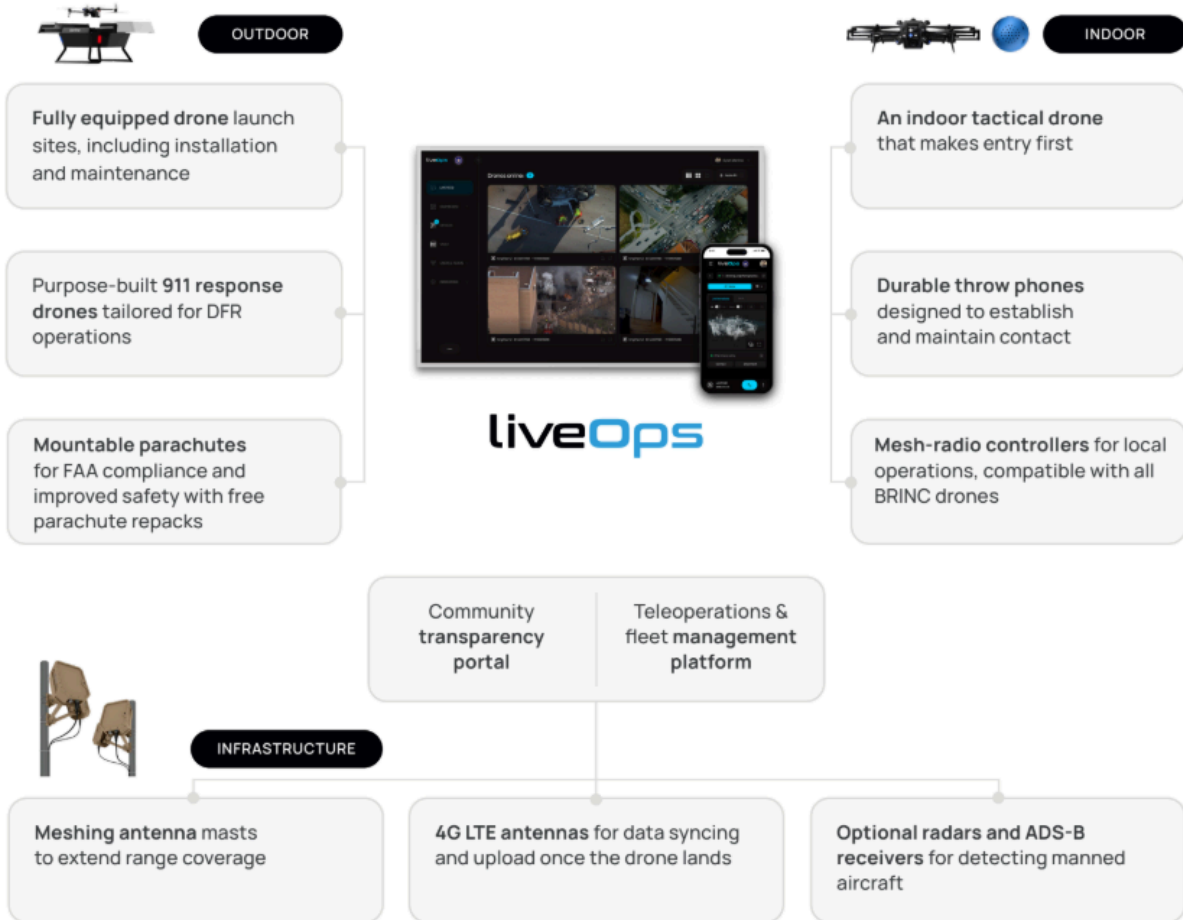 OUTDOOR
INDOOR
Fully equipped drone launch
sites, including installation
and maintenance
Purpose-built 911 response
drones tailored for DFR
operations
Mountable parachutes
for FAA compliance and
improved safety with free
parachute repacks
liveOps
Drones online
liveOps
liveOps
An indoor tactical drone
that makes entry first
Durable throw phones
designed to establish
and maintain contact
Mesh-radio controllers for local
operations, compatible with all
BRINC drones
Community
transparency
portal
Teleoperations &
fleet management
platform
INFRASTRUCTURE
Meshing antenna masts
to extend range coverage
4G LTE antennas for data syncing
and upload once the drone lands
Optional radars and ADS-B
receivers for detecting manned
aircraft